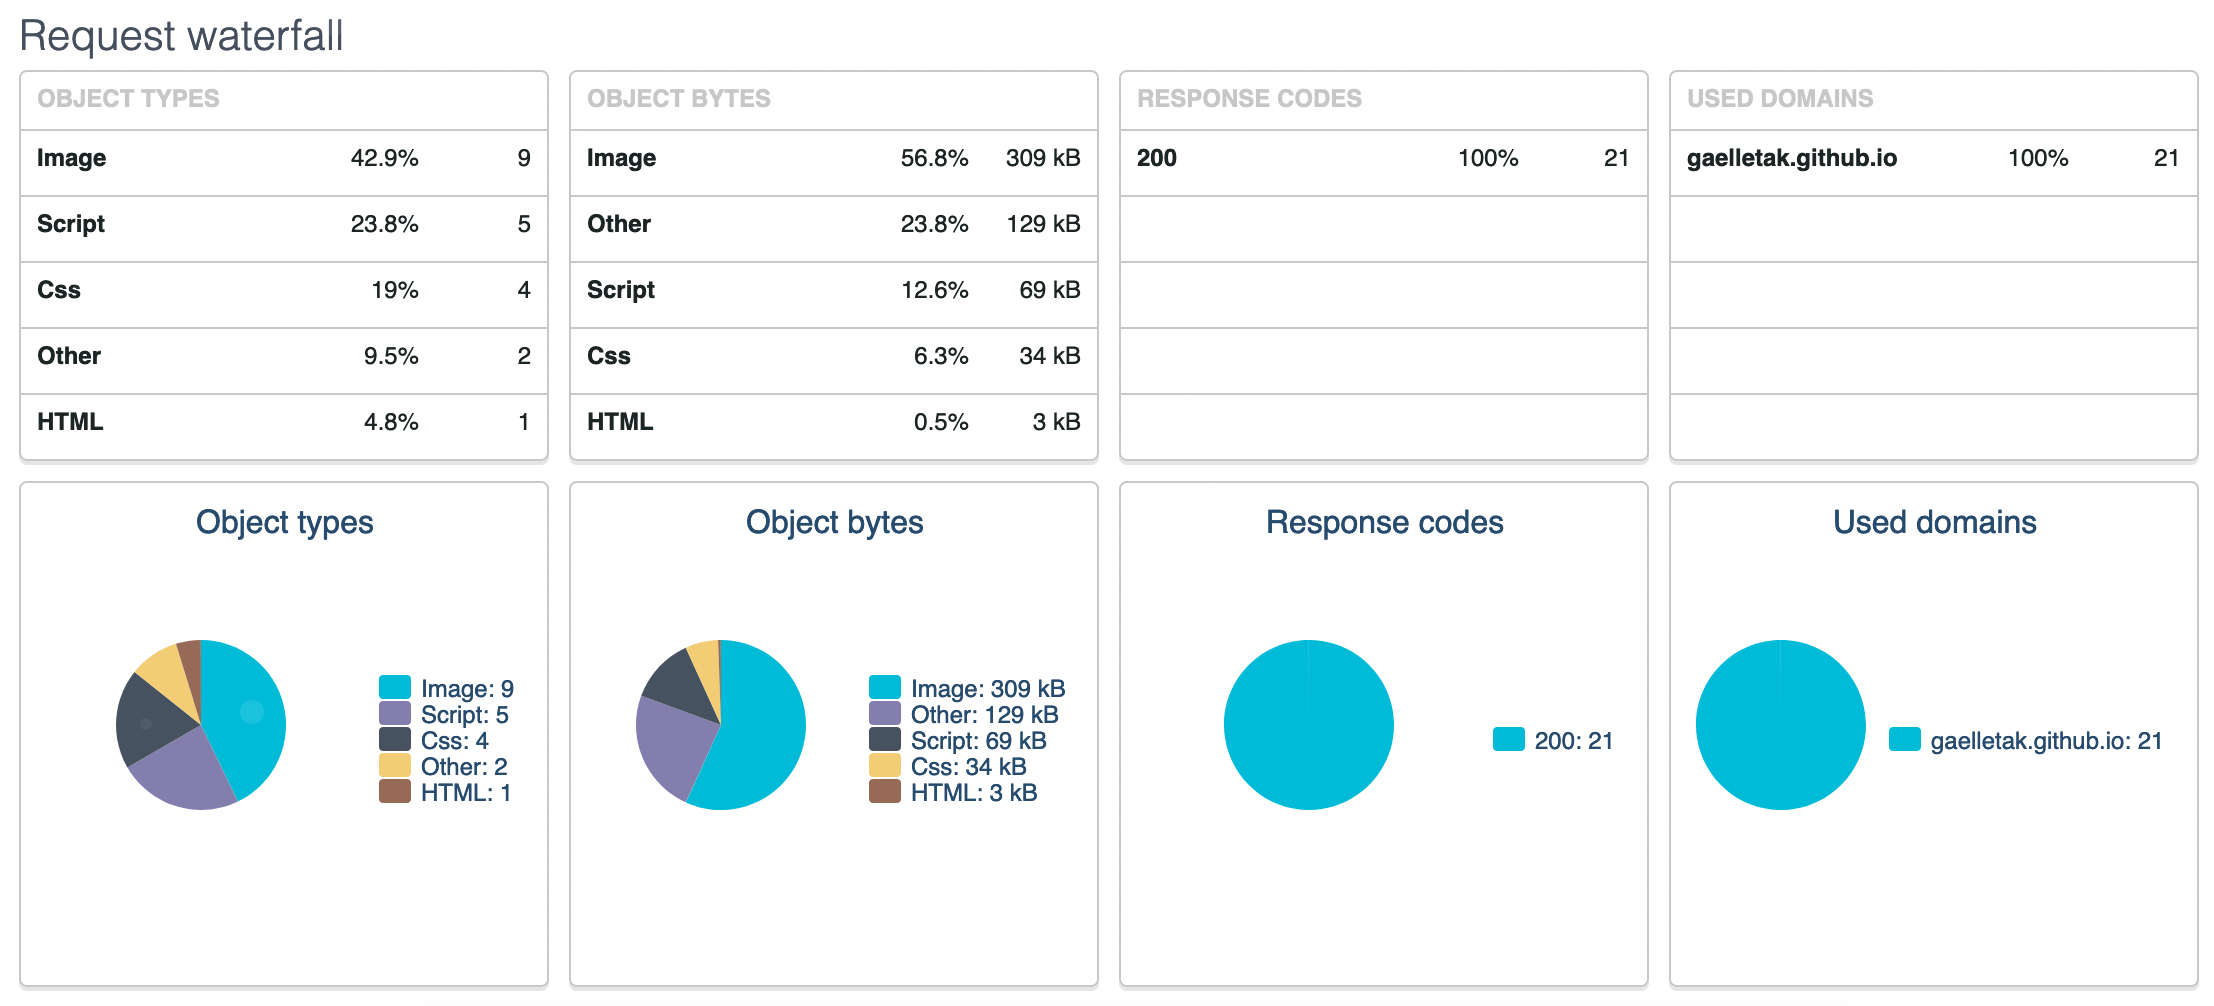 Request waterfall
OBJECT TYPES
Image 42.9% 9
Script 23.8% 5
Css 19% 4
Other 9.5% 2
HTML 4.8% 1
OBJECT BYTES
Image 56.8% 309 kB
Other 23.8% 129 kB
Script 12.6% 69 kB
Css 6.3% 34 kB
HTML 0.5% 3 kB
RESPONSE CODES
200 100% 21
USED DOMAINS
gaelletak.github.io 100% 21
Object types
Image: 9
Script: 5
Css: 4
Other: 2
HTML: 1
Object bytes
Image: 309 kB
Other: 129 kB
Script: 69 kB
Css: 34 kB
HTML: 3 kB
Response codes
200: 21
Used domains
gaelletak.github.io: 21